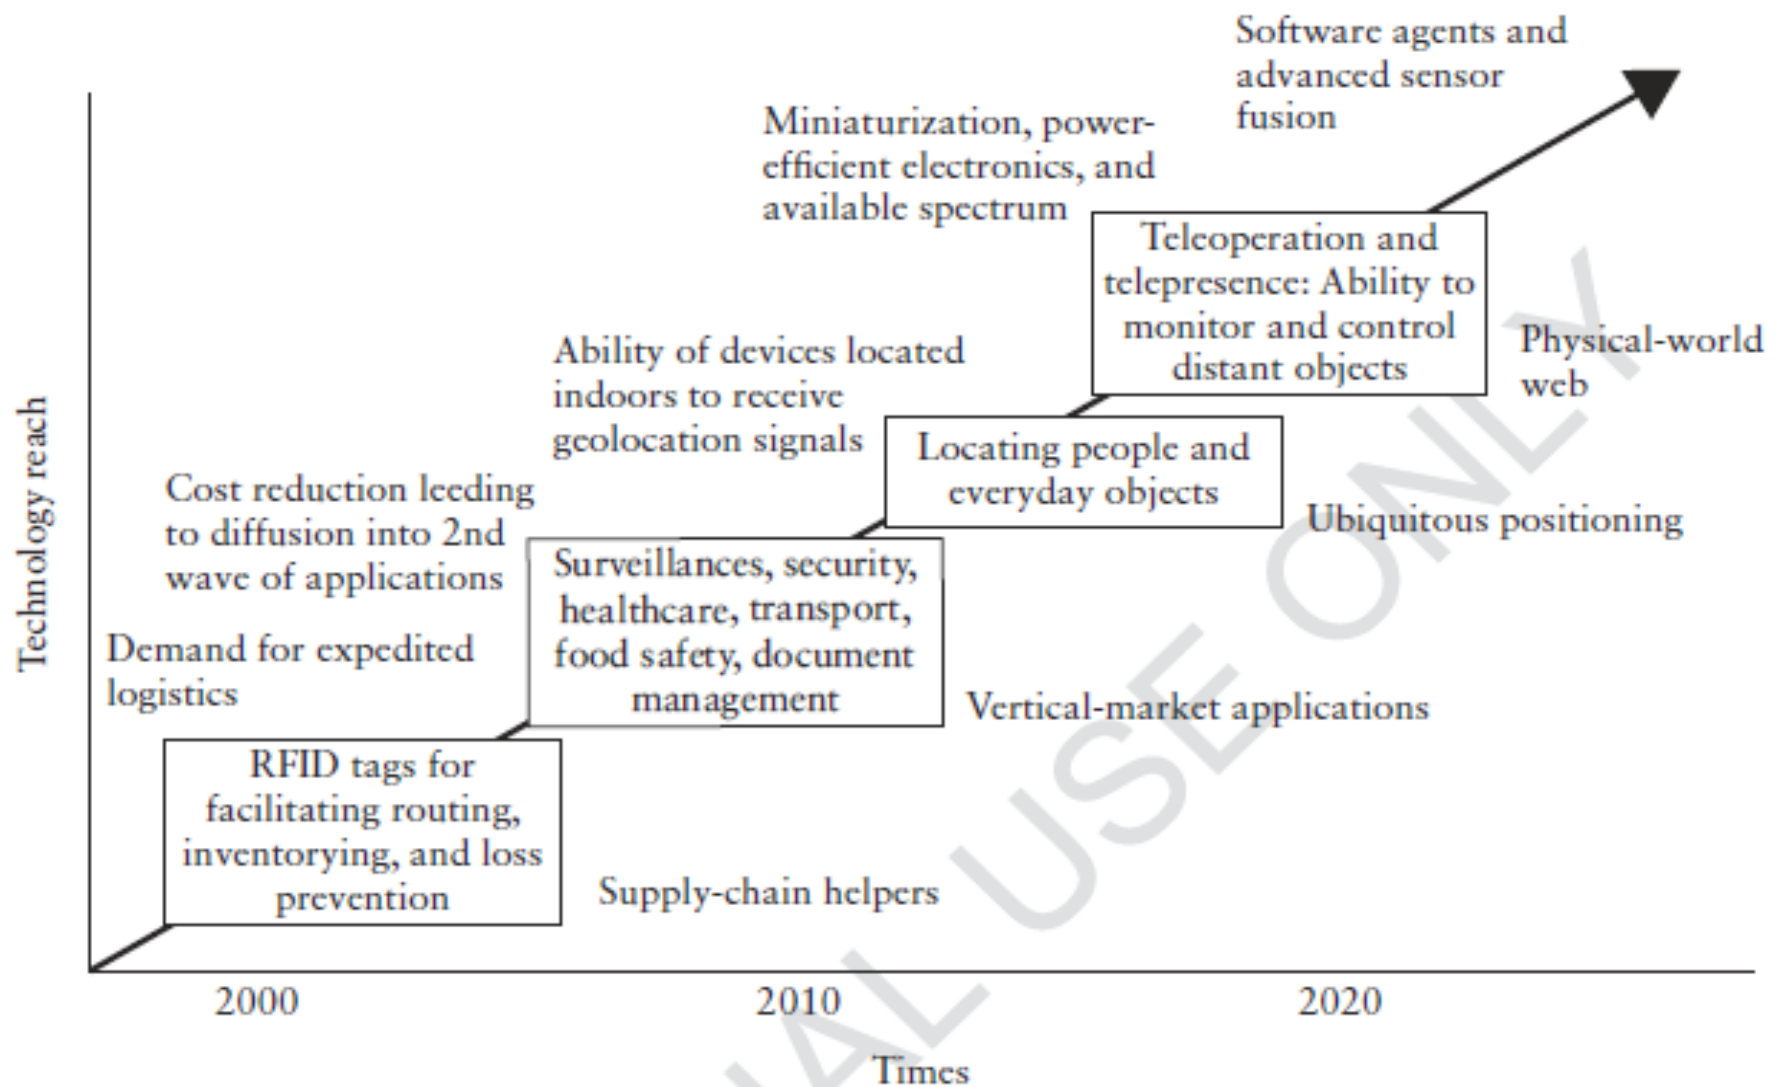 Software agents and
advanced sensor
fusion
Miniaturization, power-
efficient electronics, and
available spectrum
Teleoperation and
telepresence: Ability to
monitor and control
distant objects
Physical-world
web
Ability of devices located
indoors to receive
geolocation signals
Locating people and
everyday objects
Ubiquitous positioning
Cost reduction leeding
to diffusion into 2nd
wave of applications
Surveillances, security,
healthcare, transport,
food safety, document
management
Vertical-market applications
Demand for expedited
logistics
RFID tags for
facilitating routing,
inventorying, and loss
prevention
Supply-chain helpers
Technology reach
2000 2010 2020
Times
USE ONLY